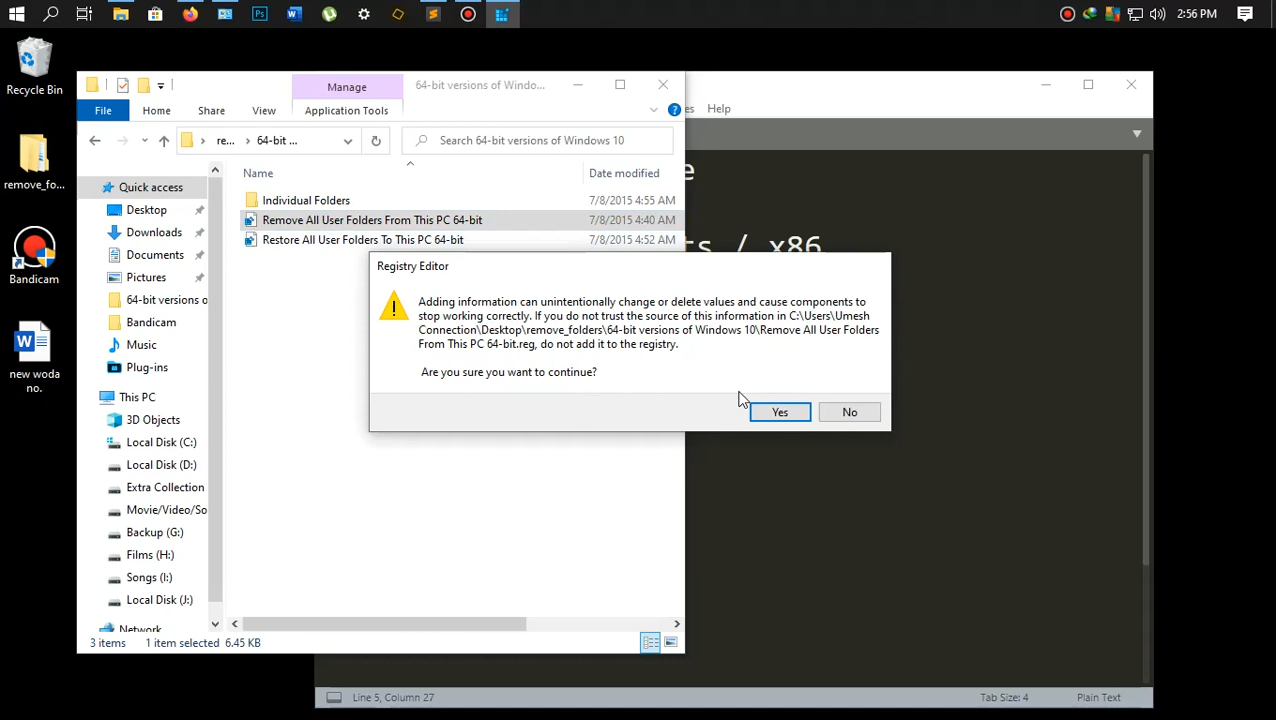 2:56 PM
Recycle Bin
remove_fo...
Bandicam
new woda
no.
Manage
64-bit versions of Windo...
File
Home
Share
View
Application Tools
re...
64-bit ...
Search 64-bit versions of Windows 10
Name
Date modified
Quick access
Desktop
Downloads
Documents
Pictures
64-bit versions o
Bandicam
Music
Plug-ins
This PC
3D Objects
Local Disk (C:)
Local Disk (D:)
Extra Collection
Movie/Video/So
Backup (G:)
Films (H:)
Songs (I:)
Local Disk (J:)
Network
Individual Folders
7/8/2015 4:55 AM
Remove All User Folders From This PC 64-bit
7/8/2015 4:40 AM
Restore All User Folders To This PC 64-bit
7/8/2015 4:52 AM
3 items
1 item selected 6.45 KB
Help
/ x86
Registry Editor
Adding information can unintentionally change or delete values and cause components to
stop working correctly. If you do not trust the source of this information in C:\Users\Umesh
Connection\Desktop\remove_folders\64-bit versions of Windows 10\Remove All User Folders
From This PC 64-bit.reg, do not add it to the registry.
Are you sure you want to continue?
Yes
No
Line 5, Column 27
Tab Size: 4
Plain Text